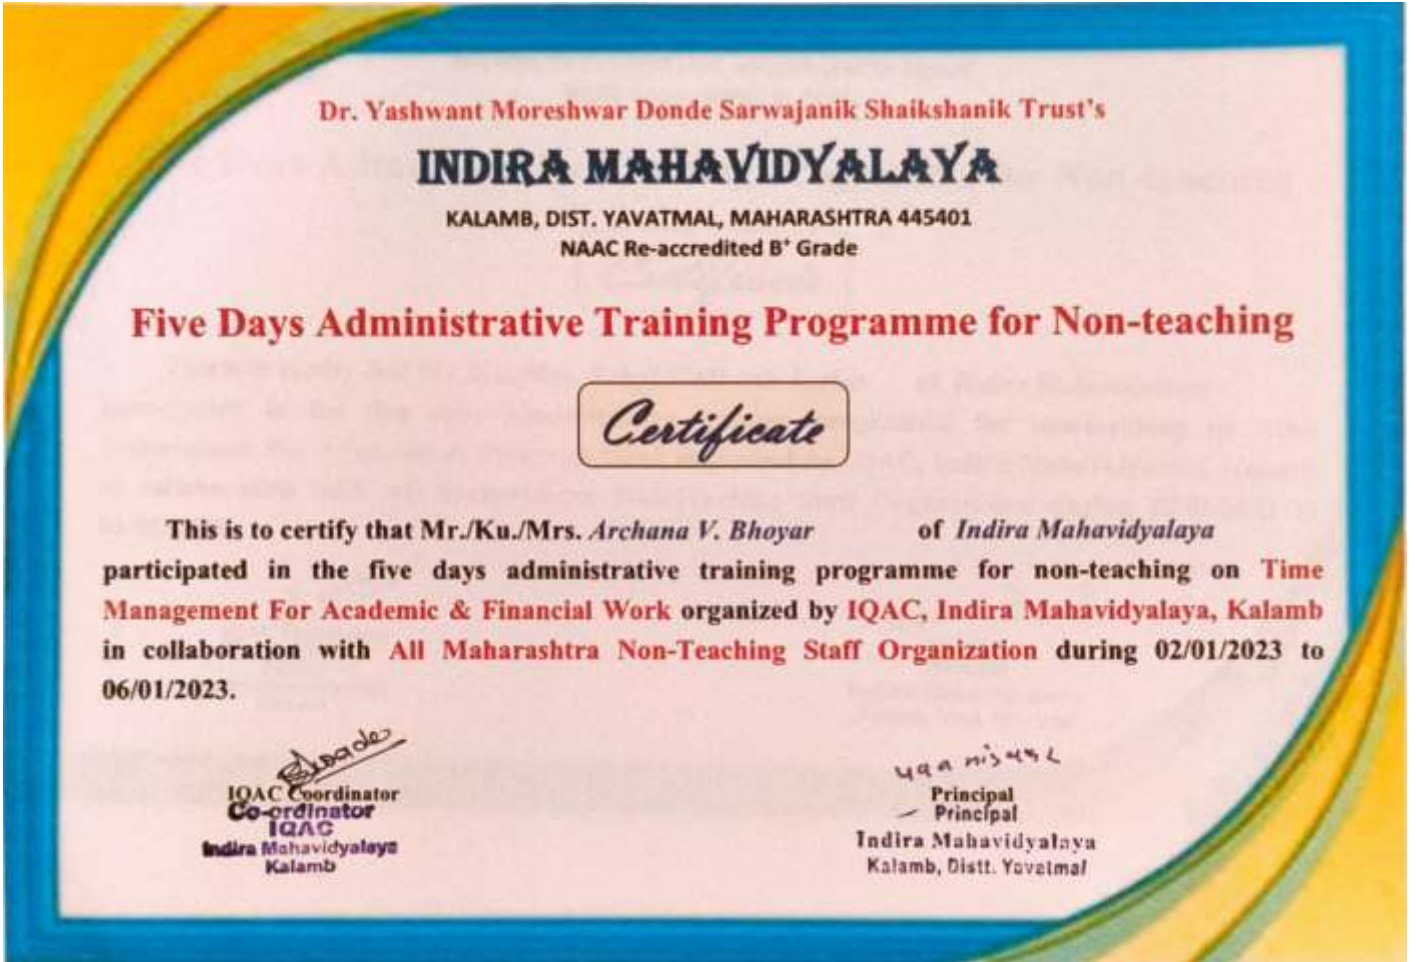 Dr. Yashwant Moreshwar Donde Sarwajanik Shaikshanik Trust's
INDIRA MAHAVIDYALAYA
KALAMB, DIST. YAVATMAL, MAHARASHTRA 445401
NAAC Re-accredited B+ Grade
Five Days Administrative Training Programme for Non-teaching
Certificate
This is to certify that Mr./Ku./Mrs. Archana V. Bhoyar of Indira Mahavidyalaya
participated in the five days administrative training programme for non-teaching on Time
Management For Academic & Financial Work organized by IQAC, Indira Mahavidyalaya, Kalamb
in collaboration with All Maharashtra Non-Teaching Staff Organization during 02/01/2023 to
06/01/2023.
IQAC Coordinator
Co-ordinator
IQAC
Indira Mahavidyalaya
Kalamb
Principal
Principal
Indira Mahavidyalaya
Kalamb, Distt. Yavatmal